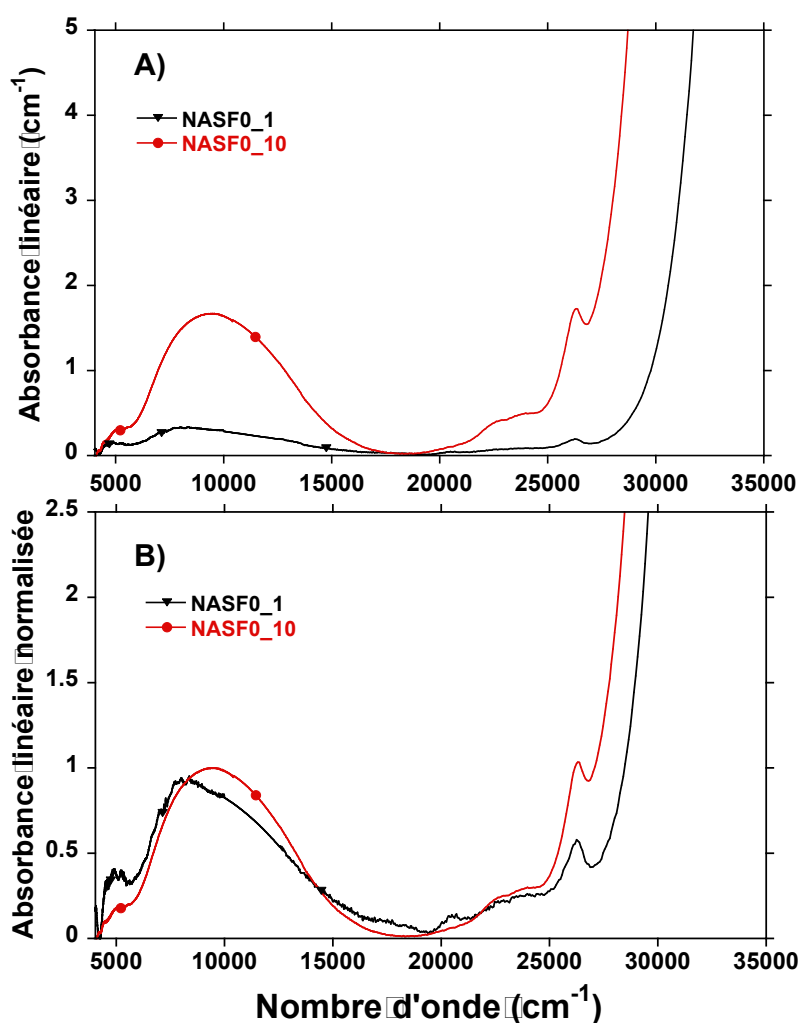 A)
NASF0_1
NASF0_10
Absorbance linéaire (cm-1)
5
4
3
2
1
0
5000 10000 15000 20000 25000 30000 35000
B)
NASF0_1
NASF0_10
Absorbance linéaire normalisée
2.5
2
1.5
1
0.5
0
5000 10000 15000 20000 25000 30000 35000
Nombre d'onde (cm-1)